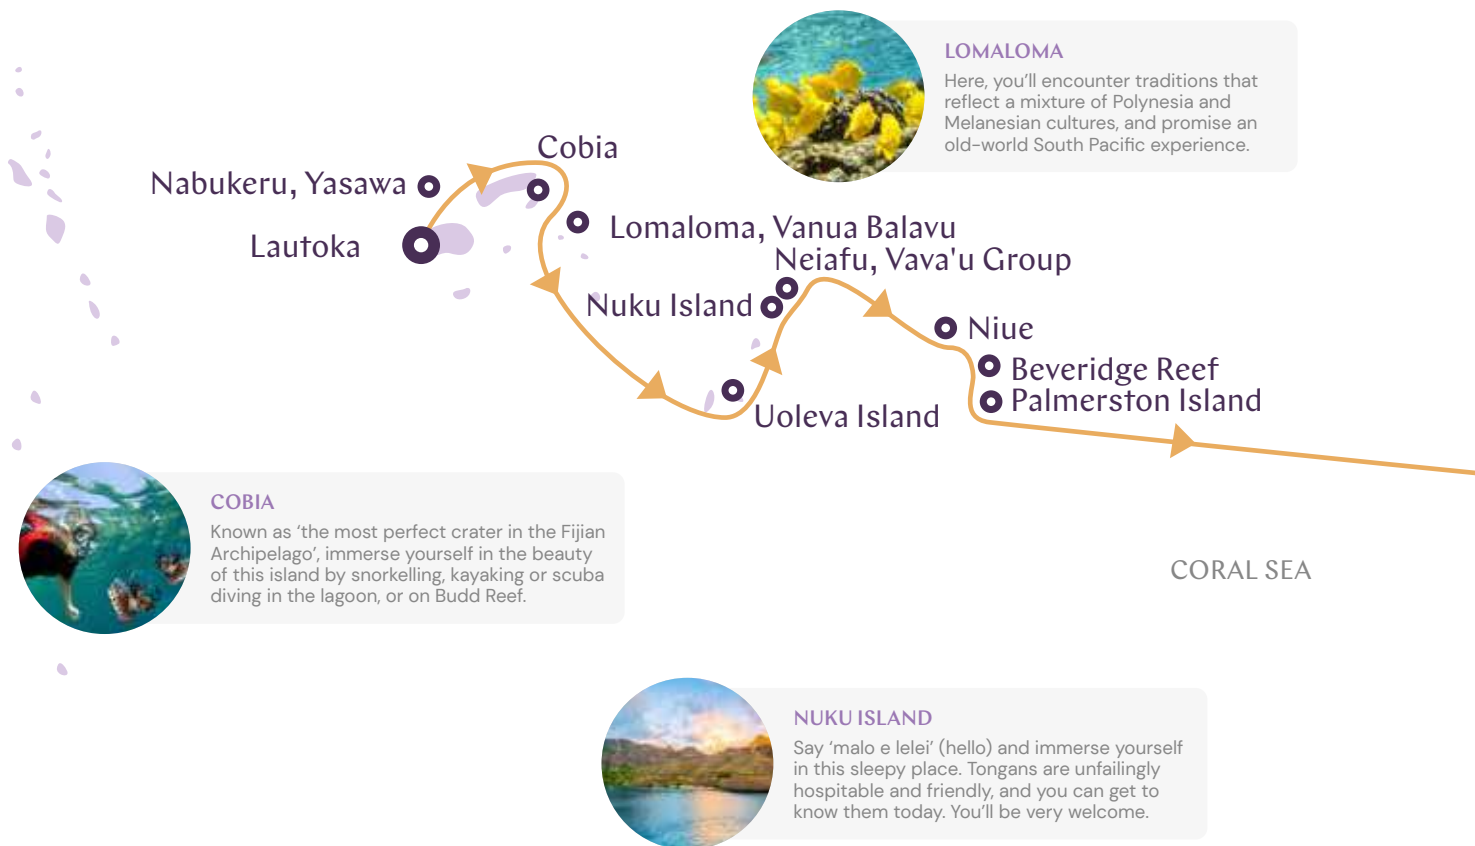 LOMALOMA
Here, you’ll encounter traditions that
reflect a mixture of Polynesia and
Melanesian cultures, and promise an
old-world South Pacific experience.
Cobia
Nabukeru, Yasawa
Lautoka
Lomaloma, Vanua Balavu
Neiafu, Vava'u Group
Nuku Island
Niue
Beveridge Reef
Palmerston Island
Uoleva Island
COBIA
Known as ‘the most perfect crater in the Fijian
Archipelago’, immerse yourself in the beauty
of this island by snorkelling, kayaking or scuba
diving in the lagoon, or on Budd Reef.
CORAL SEA
NUKU ISLAND
Say ‘malo e lelei’ (hello) and immerse yourself
in this sleepy place. Tongans are unfailingly
hospitable and friendly, and you can get to
know them today. You’ll be very welcome.